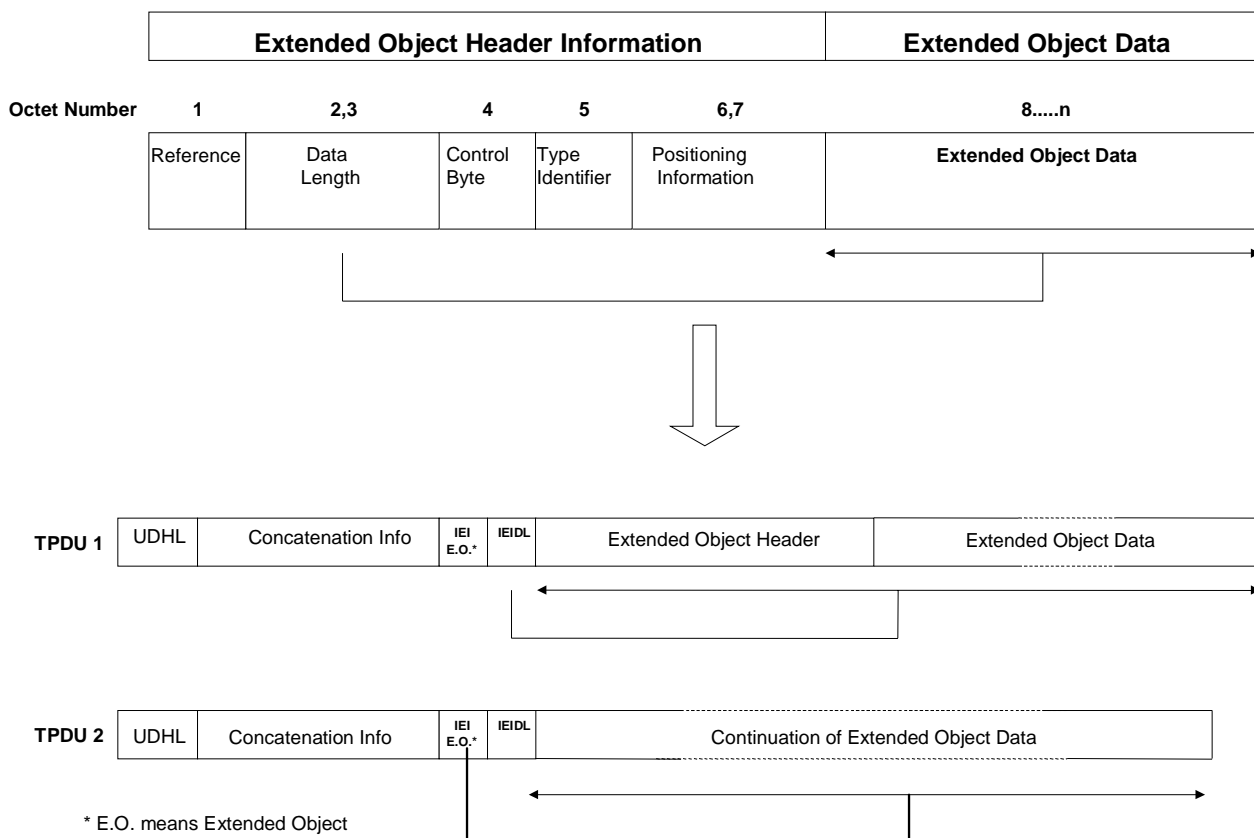 Extended Object Header Information Extended Object Data
Octet Number 1 2,3 4 5 6,7 8.....n
Reference Data Length Control Byte Type Identifier Positioning Information Extended Object Data
TPDU 1 UDHL Concatenation Info IEI E.O.* IEIDL Extended Object Header Extended Object Data
TPDU 2 UDHL Concatenation Info IEI E.O.* IEIDL Continuation of Extended Object Data
* E.O. means Extended Object